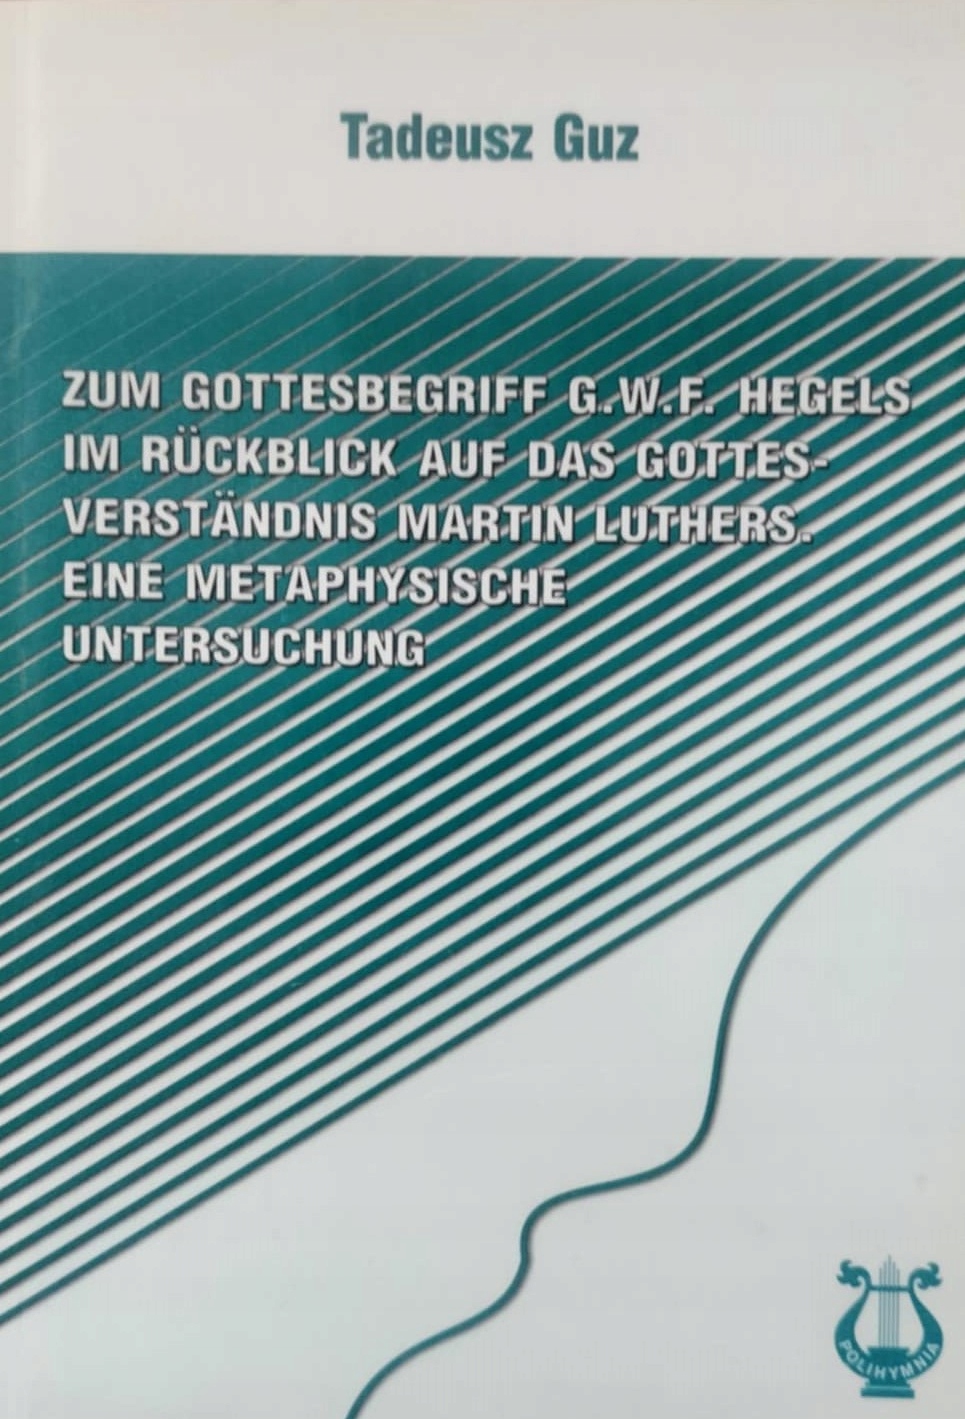 Tadeusz Guz
ZUM GOTTESBEGRIFF G.W.F. HEGELS
IM RÜCKBLICK AUF DAS GOTTES-
VERSTÄNDNIS MARTIN LUTHERS.
EINE METAPHYSISCHE
UNTERSUCHUNG
POLIHYMNIA